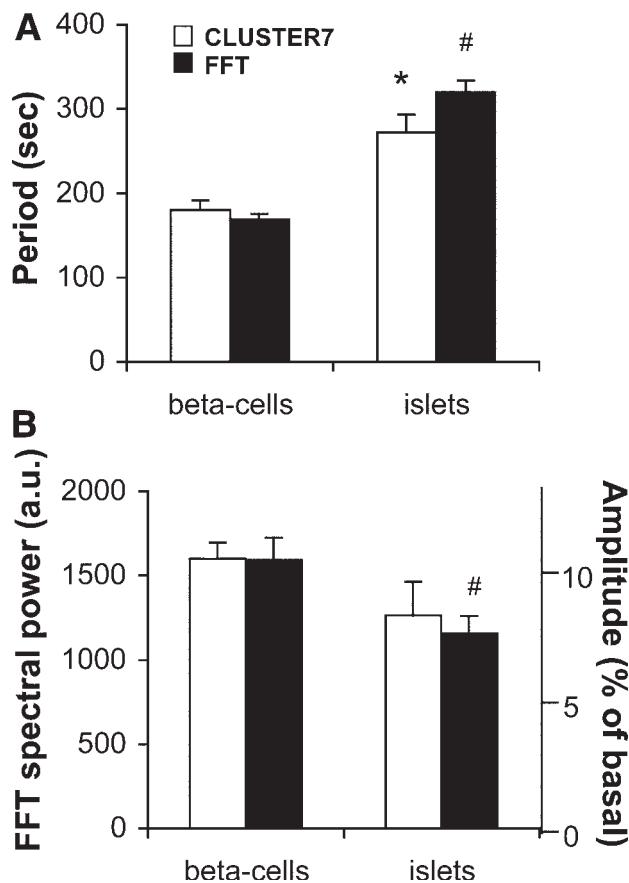 A
Period (sec)
400
300
200
100
0
CLUSTER7
FFT
*
#
beta-cells islets
B
FFT spectral power (a.u.)
2000
1500
1000
500
0
#
10
5
0
Amplitude (% of basal)
beta-cells islets